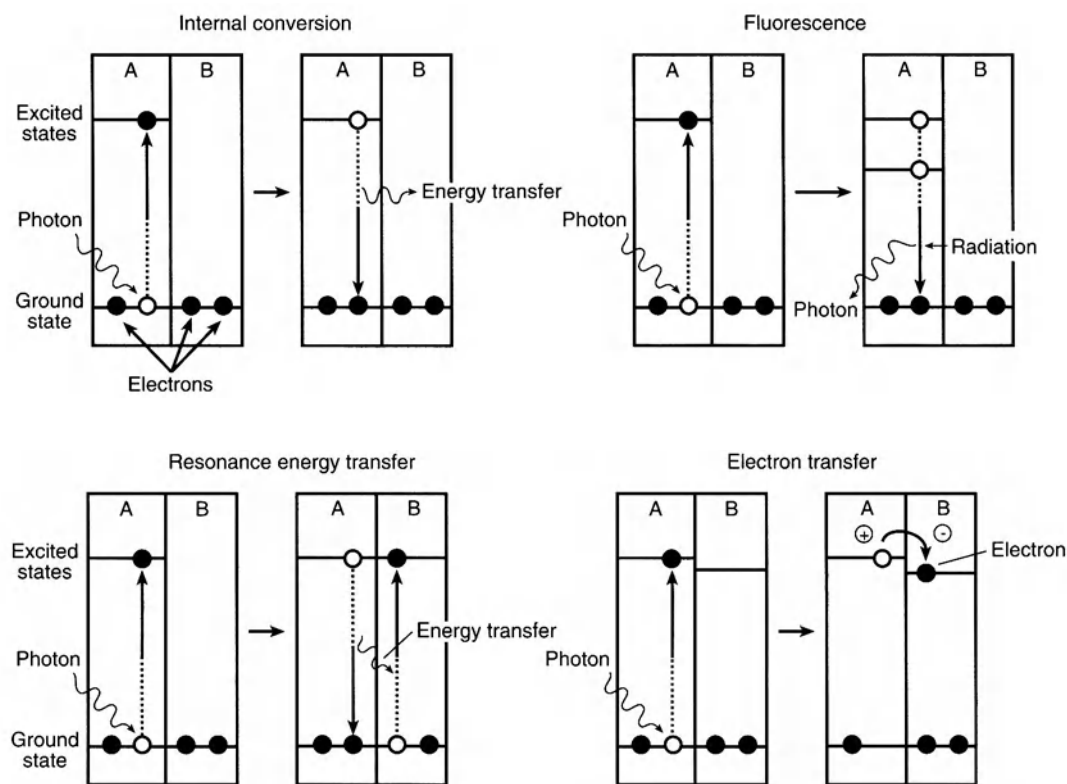 Internal conversion
A
B
A
B
Excited
states
Energy transfer
Photon
Ground
state
Electrons
Fluorescence
A
B
A
B
Photon
Radiation
Photon
Resonance energy transfer
A
B
A
B
Excited
states
Energy transfer
Photon
Ground
state
Electron transfer
A
B
A
B
+
-
Electron
Photon